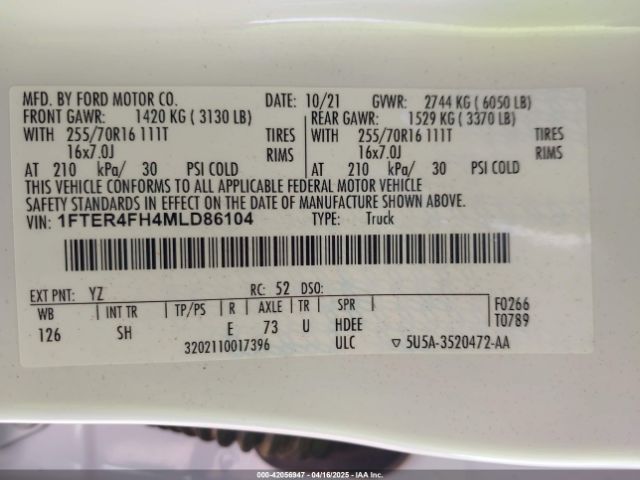 MFD. BY FORD MOTOR CO. DATE: 10/21 GVWR: 2744 KG ( 6050 LB)
FRONT GAWR: 1420 KG ( 3130 LB) REAR GAWR: 1529 KG ( 3370 LB)
WITH 255/70R16 111T TIRES WITH 255/70R16 111T TIRES
16x7.0J RIMS 16x7.0J RIMS
AT 210 kPa/ 30 PSI COLD AT 210 kPa/ 30 PSI COLD
THIS VEHICLE CONFORMS TO ALL APPLICABLE FEDERAL MOTOR VEHICLE
SAFETY STANDARDS IN EFFECT ON THE DATE OF MANUFACTURE SHOWN ABOVE.
VIN: 1FTER4FH4MLD86104 TYPE: Truck
EXT PNT: YZ RC: 52 DSO:
WB INT TR TP/PS R AXLE TR SPR F0266
126 SH E 73 U HDEE T0789
3202110017396 ULC ▽ 5U5A-3520472-AA
000-42056947 - 04/16/2025 - IAA Inc.